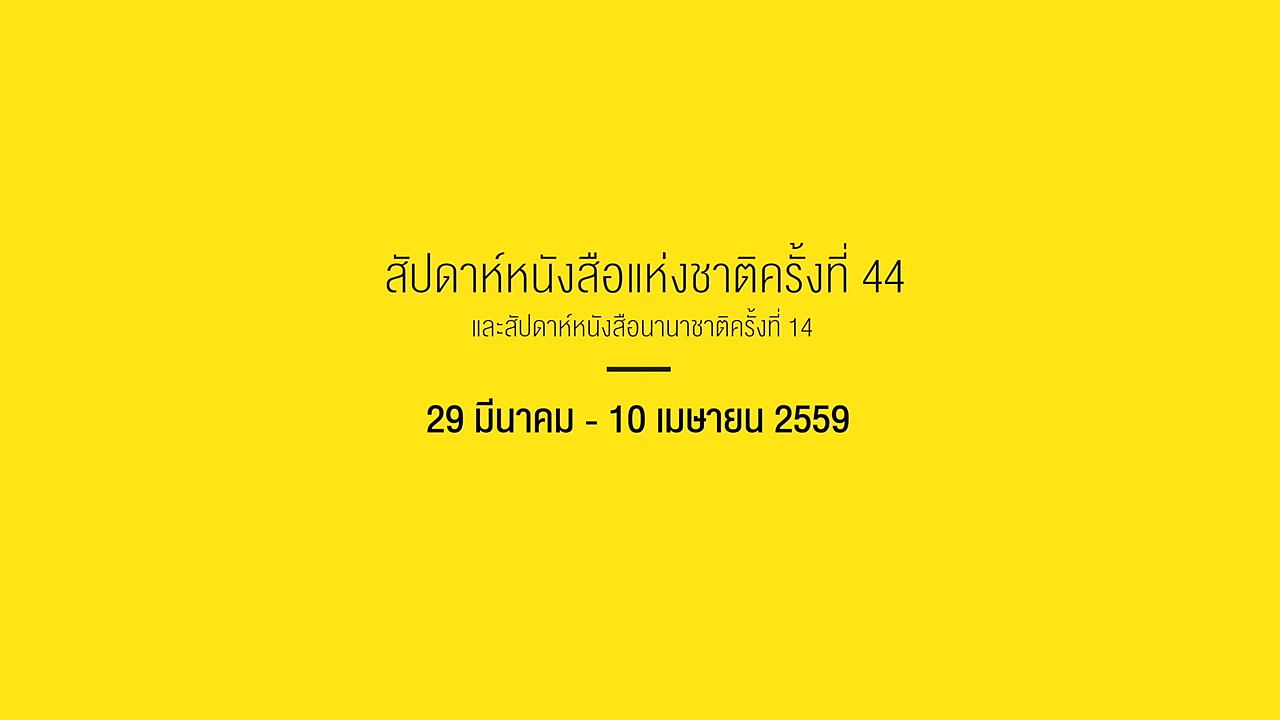 สัปดาห์หนังสือแห่งชาติครั้งที่ 44
และสัปดาห์หนังสือนานาชาติครั้งที่ 14
29 มีนาคม - 10 เมษายน 2559